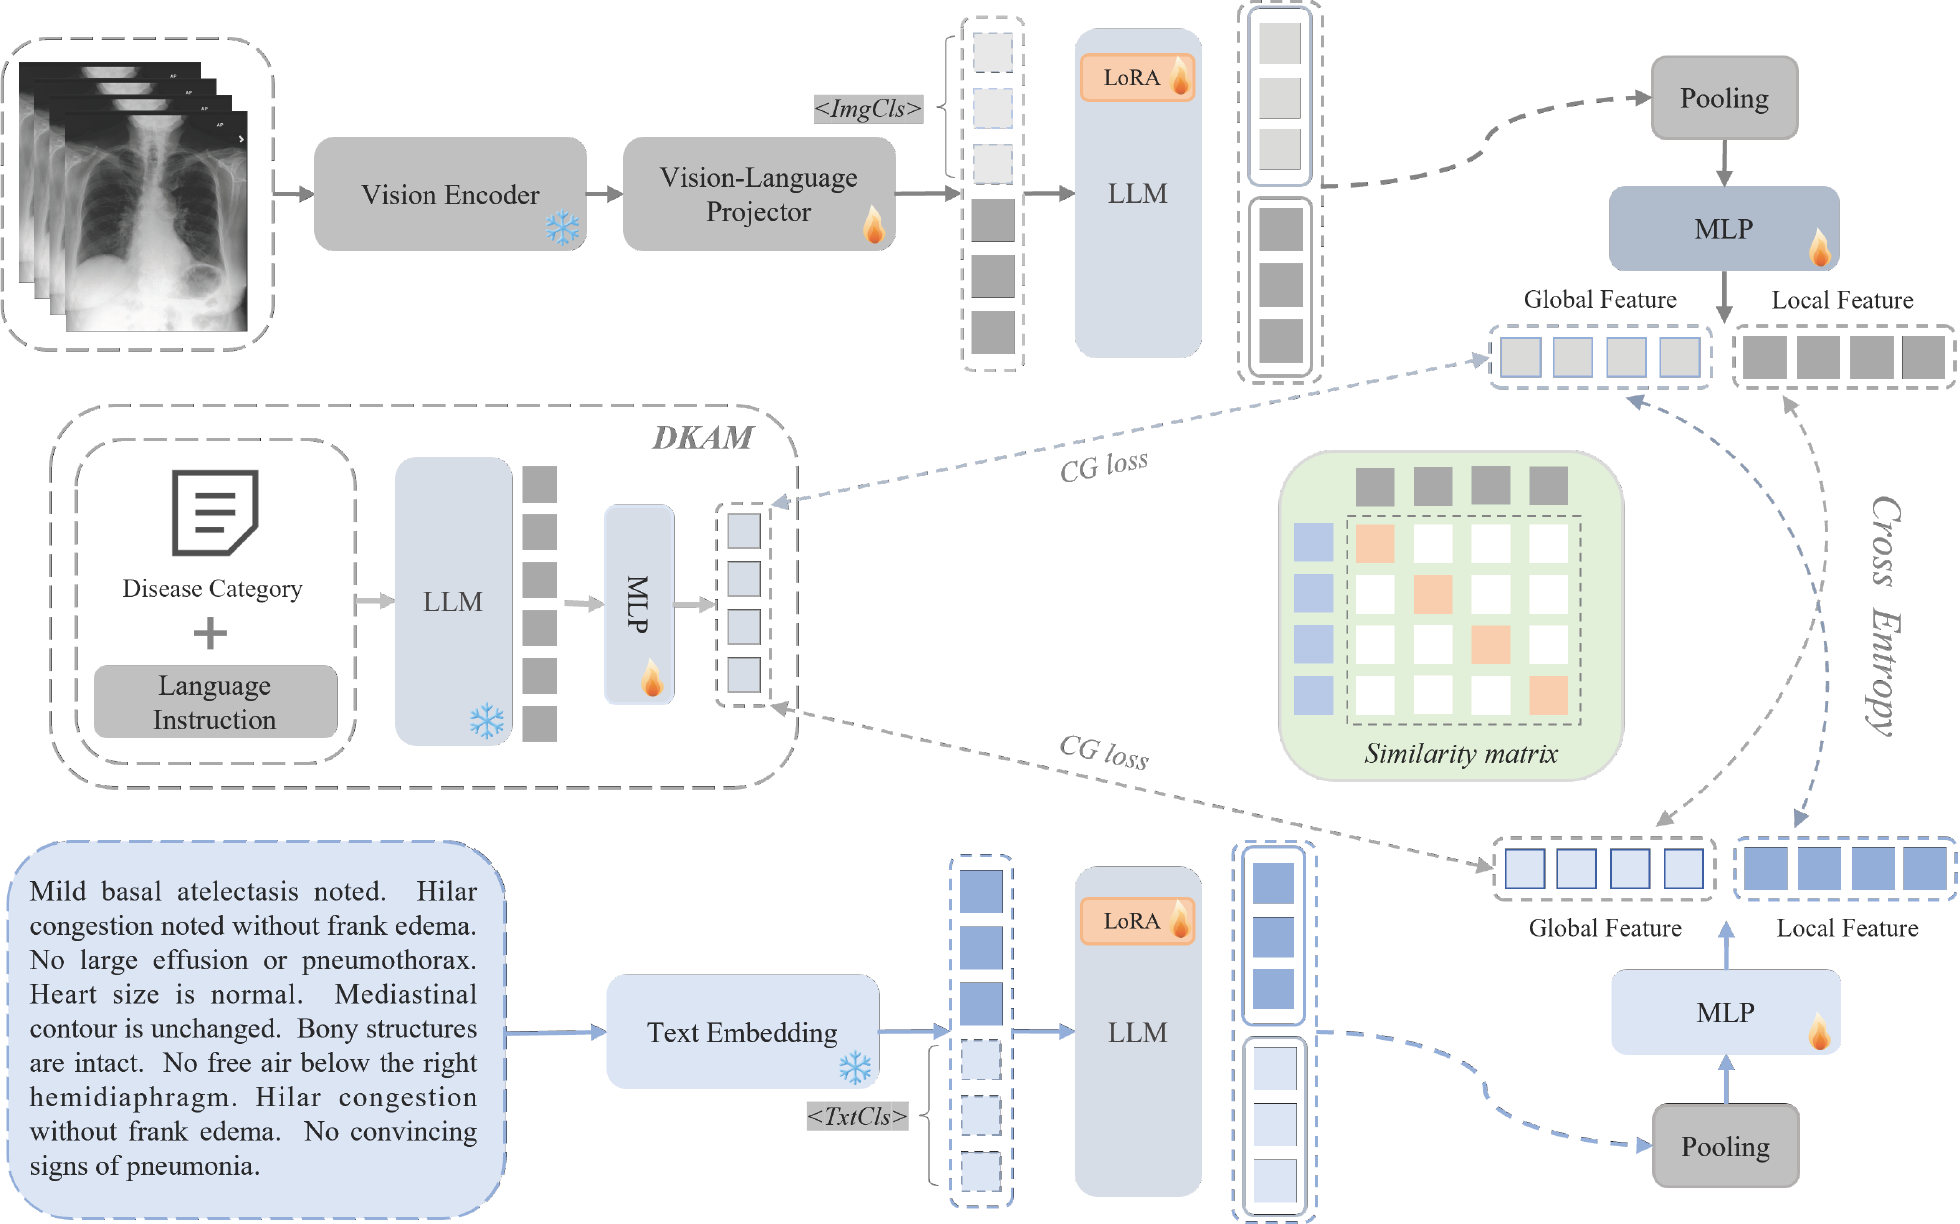 AP
AP
AP
AP
Vision Encoder
Vision-Language
Projector
<ImgCls>
LoRA
LLM
Pooling
MLP
Global Feature
Local Feature
DKAM
Disease Category
+
Language
Instruction
LLM
MLP
CG loss
CG loss
Similarity matrix
Cross Entropy
Mild basal atelectasis noted. Hilar
congestion noted without frank edema.
No large effusion or pneumothorax.
Heart size is normal. Mediastinal
contour is unchanged. Bony structures
are intact. No free air below the right
hemidiaphragm. Hilar congestion
without frank edema. No convincing
signs of pneumonia.
Text Embedding
<TxtCls>
LoRA
LLM
Global Feature
Local Feature
MLP
Pooling